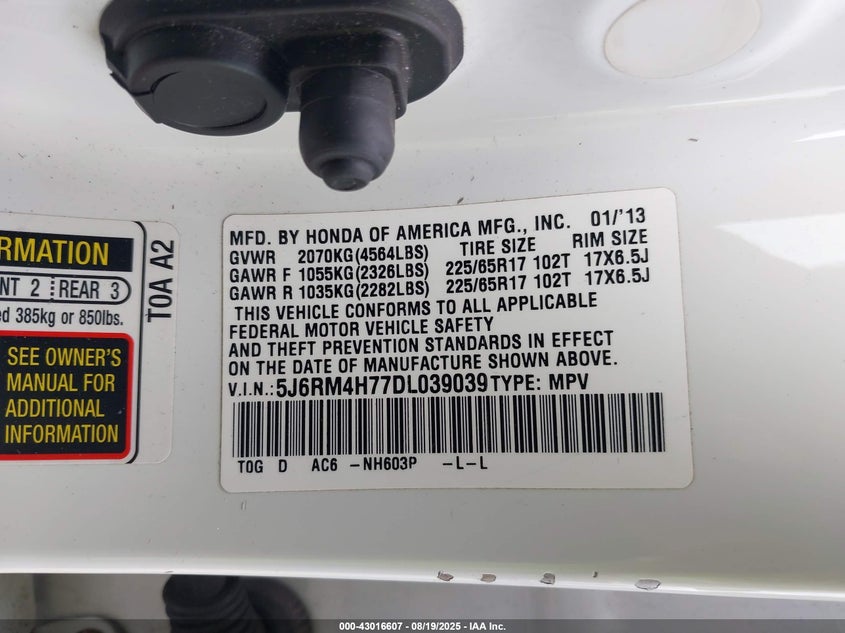 RMATION
NT 2 REAR 3
ed 385kg or 850lbs.
SEE OWNER'S
MANUAL FOR
ADDITIONAL
INFORMATION
T0A A2
MFD. BY HONDA OF AMERICA MFG., INC. 01/'13
GVWR 2070KG(4564LBS) TIRE SIZE RIM SIZE
GAWR F 1055KG(2326LBS) 225/65R17 102T 17X6.5J
GAWR R 1035KG(2282LBS) 225/65R17 102T 17X6.5J
THIS VEHICLE CONFORMS TO ALL APPLICABLE
FEDERAL MOTOR VEHICLE SAFETY
AND THEFT PREVENTION STANDARDS IN EFFECT
ON THE DATE OF MANUFACTURE SHOWN ABOVE.
V.I.N.:5J6RM4H77DL039039 TYPE: MPV
T0G D AC6 -NH603P -L-L
000-43016607 - 08/19/2025 - IAA Inc.